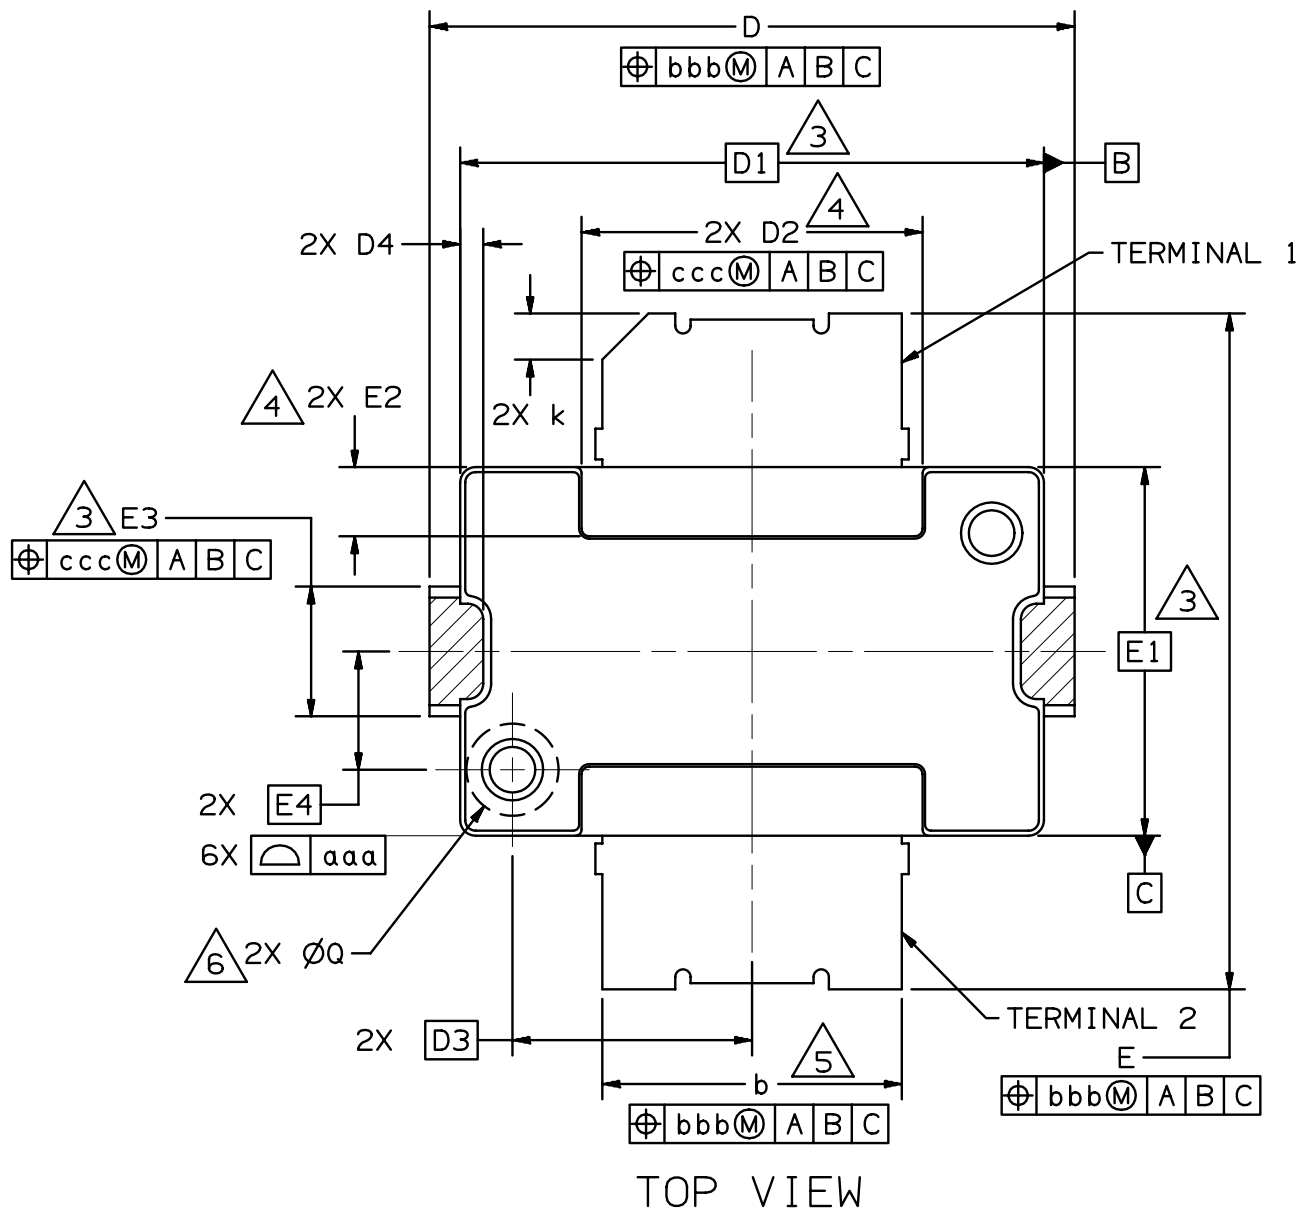 D
⌖ bbbⓂ A B C
3
D1
B
4
2X D4
2X D2
⌖ cccⓂ A B C
TERMINAL 1
4 2X E2
2X k
3 E3
⌖ cccⓂ A B C
3
E1
2X E4
6X ⌓ aaa
C
6 2X ØQ
TERMINAL 2
2X D3
5
E
b
⌖ bbbⓂ A B C
⌖ bbbⓂ A B C
TOP VIEW